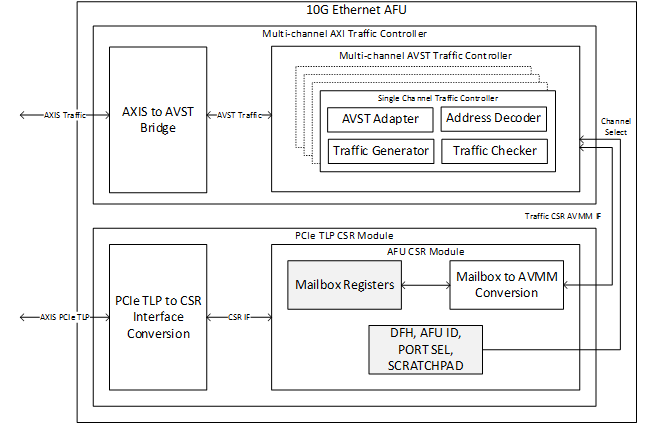 10G Ethernet AFU
Multi-channel AXI Traffic Controller
Multi-channel AVST Traffic Controller
Single Channel Traffic Controller
AXIS to AVST
Bridge
AVST Adapter
Address Decoder
Traffic Generator
Traffic Checker
AXIS Traffic
AVST Traffic
Channel
Select
Traffic CSR AVMM IF
PCIe TLP CSR Module
AFU CSR Module
PCIe TLP to CSR
Interface
Conversion
Mailbox Registers
Mailbox to AVMM
Conversion
AXIS PCIe TLP
CSR IF
DFH, AFU ID,
PORT SEL,
SCRATCHPAD